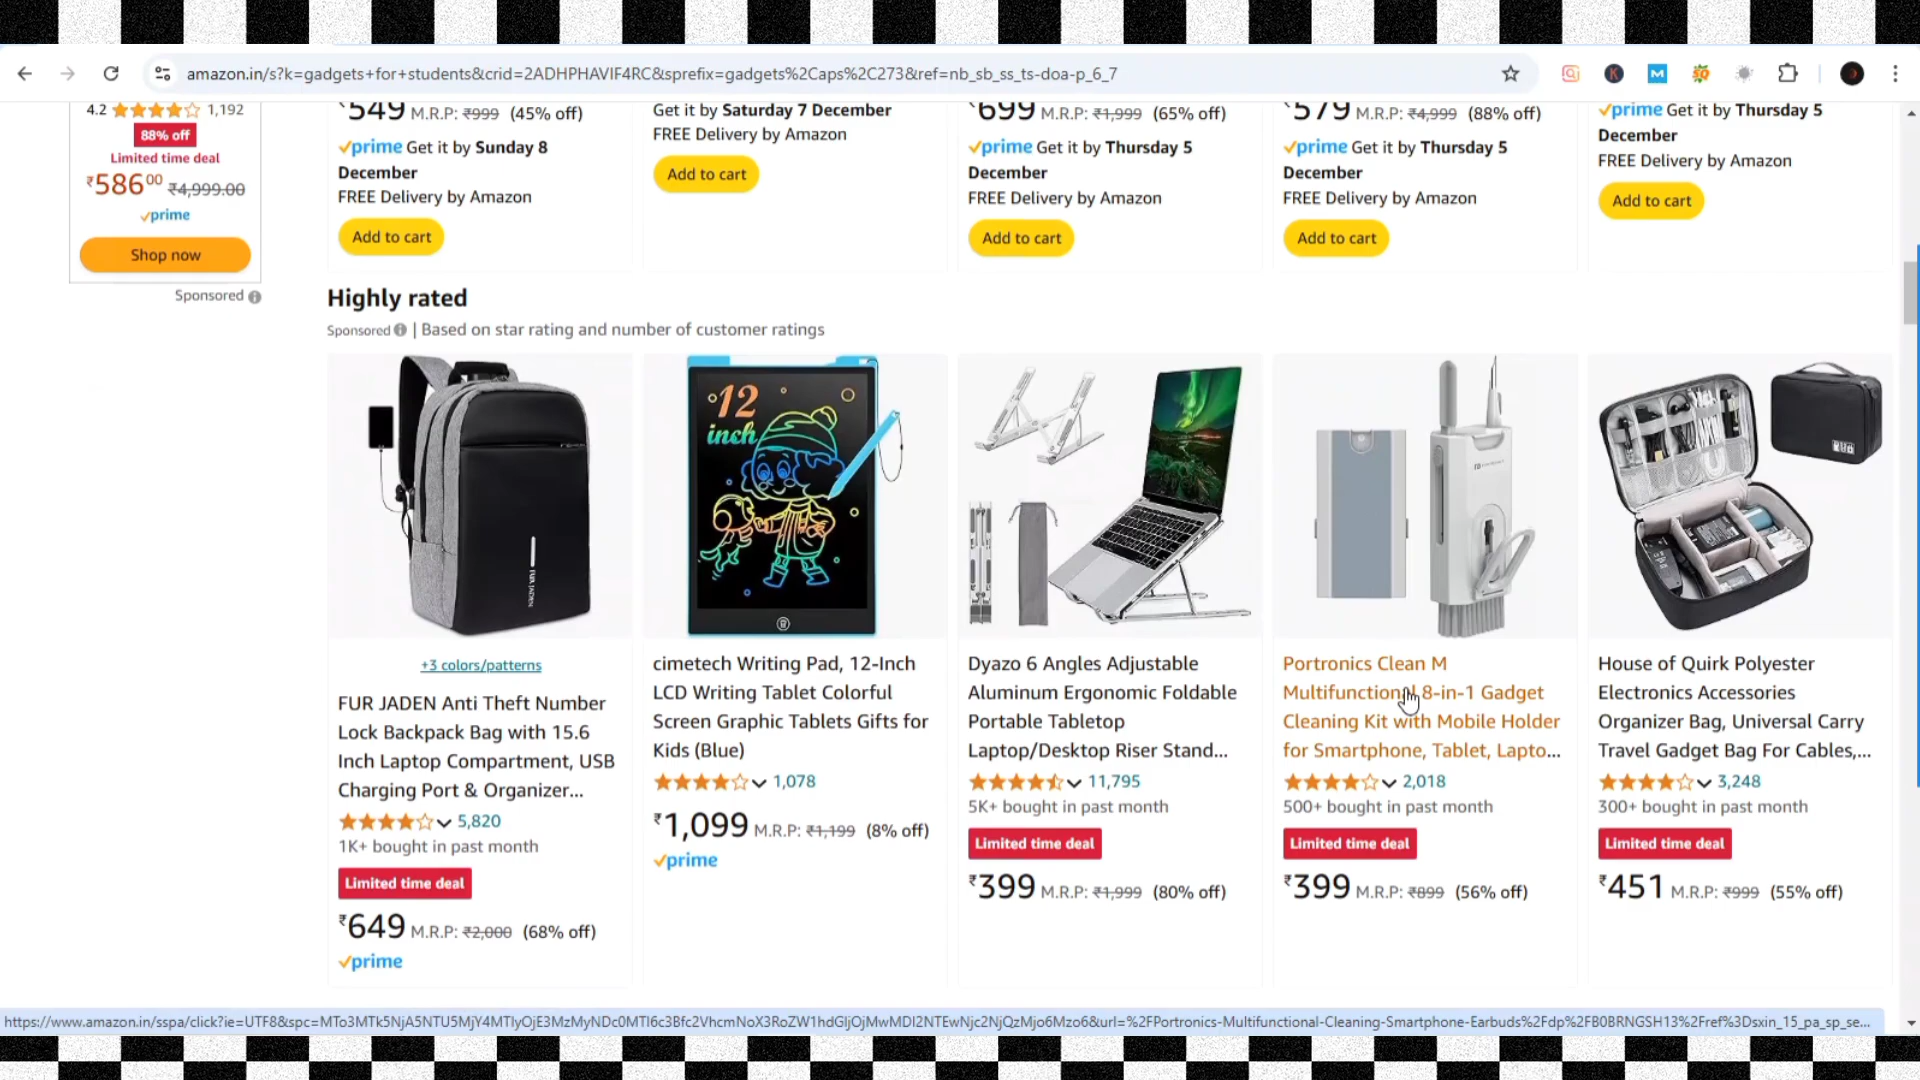 amazon.in/s?k=gadgets+for+students&crid=2ADHPHAVIF4RC&sprefix=gadgets%2Caps%2C273&ref=nb_sb_ss_ts-doa-p_6_7
4.2 1,192
88% off
Limited time deal
₹586⁰⁰ ₹4,999.00
prime
Shop now
Sponsored
₹549 M.R.P: ₹999 (45% off)
prime Get it by Sunday 8
December
FREE Delivery by Amazon
Add to cart
Get it by Saturday 7 December
FREE Delivery by Amazon
Add to cart
₹699 M.R.P: ₹1,999 (65% off)
prime Get it by Thursday 5
December
FREE Delivery by Amazon
Add to cart
₹579 M.R.P: ₹4,999 (88% off)
prime Get it by Thursday 5
December
FREE Delivery by Amazon
Add to cart
prime Get it by Thursday 5
December
FREE Delivery by Amazon
Add to cart
Highly rated
Sponsored | Based on star rating and number of customer ratings
FUR JADEN
+3 colors/patterns
FUR JADEN Anti Theft Number
Lock Backpack Bag with 15.6
Inch Laptop Compartment, USB
Charging Port & Organizer...
5,820
1K+ bought in past month
Limited time deal
₹649 M.R.P: ₹2,000 (68% off)
prime
12
inch
cimetech Writing Pad, 12-Inch
LCD Writing Tablet Colorful
Screen Graphic Tablets Gifts for
Kids (Blue)
1,078
₹1,099 M.R.P: ₹1,199 (8% off)
prime
Dyazo 6 Angles Adjustable
Aluminum Ergonomic Foldable
Portable Tabletop
Laptop/Desktop Riser Stand...
11,795
5K+ bought in past month
Limited time deal
₹399 M.R.P: ₹1,999 (80% off)
Portronics Clean M
Multifunctional 8-in-1 Gadget
Cleaning Kit with Mobile Holder
for Smartphone, Tablet, Lapto...
2,018
500+ bought in past month
Limited time deal
₹399 M.R.P: ₹899 (56% off)
House of Quirk Polyester
Electronics Accessories
Organizer Bag, Universal Carry
Travel Gadget Bag For Cables,...
3,248
300+ bought in past month
Limited time deal
₹451 M.R.P: ₹999 (55% off)